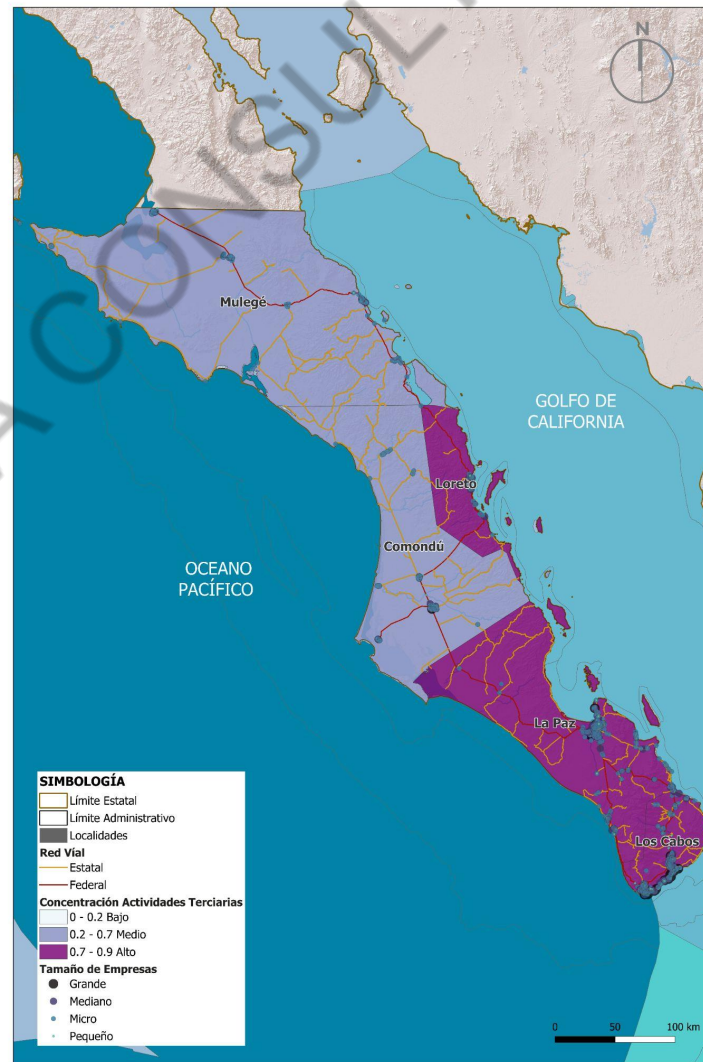 A CONSUL
N
Mulegé
GOLFO DE
CALIFORNIA
Loreto
Comondú
OCEANO
PACÍFICO
La Paz
Los Cabos
SIMBOLOGÍA
Límite Estatal
Límite Administrativo
Localidades
Red Víal
Estatal
Federal
Concentración Actividades Terciarias
0 - 0.2 Bajo
0.2 - 0.7 Medio
0.7 - 0.9 Alto
Tamaño de Empresas
Grande
Mediano
Micro
Pequeño
0 50 100 km